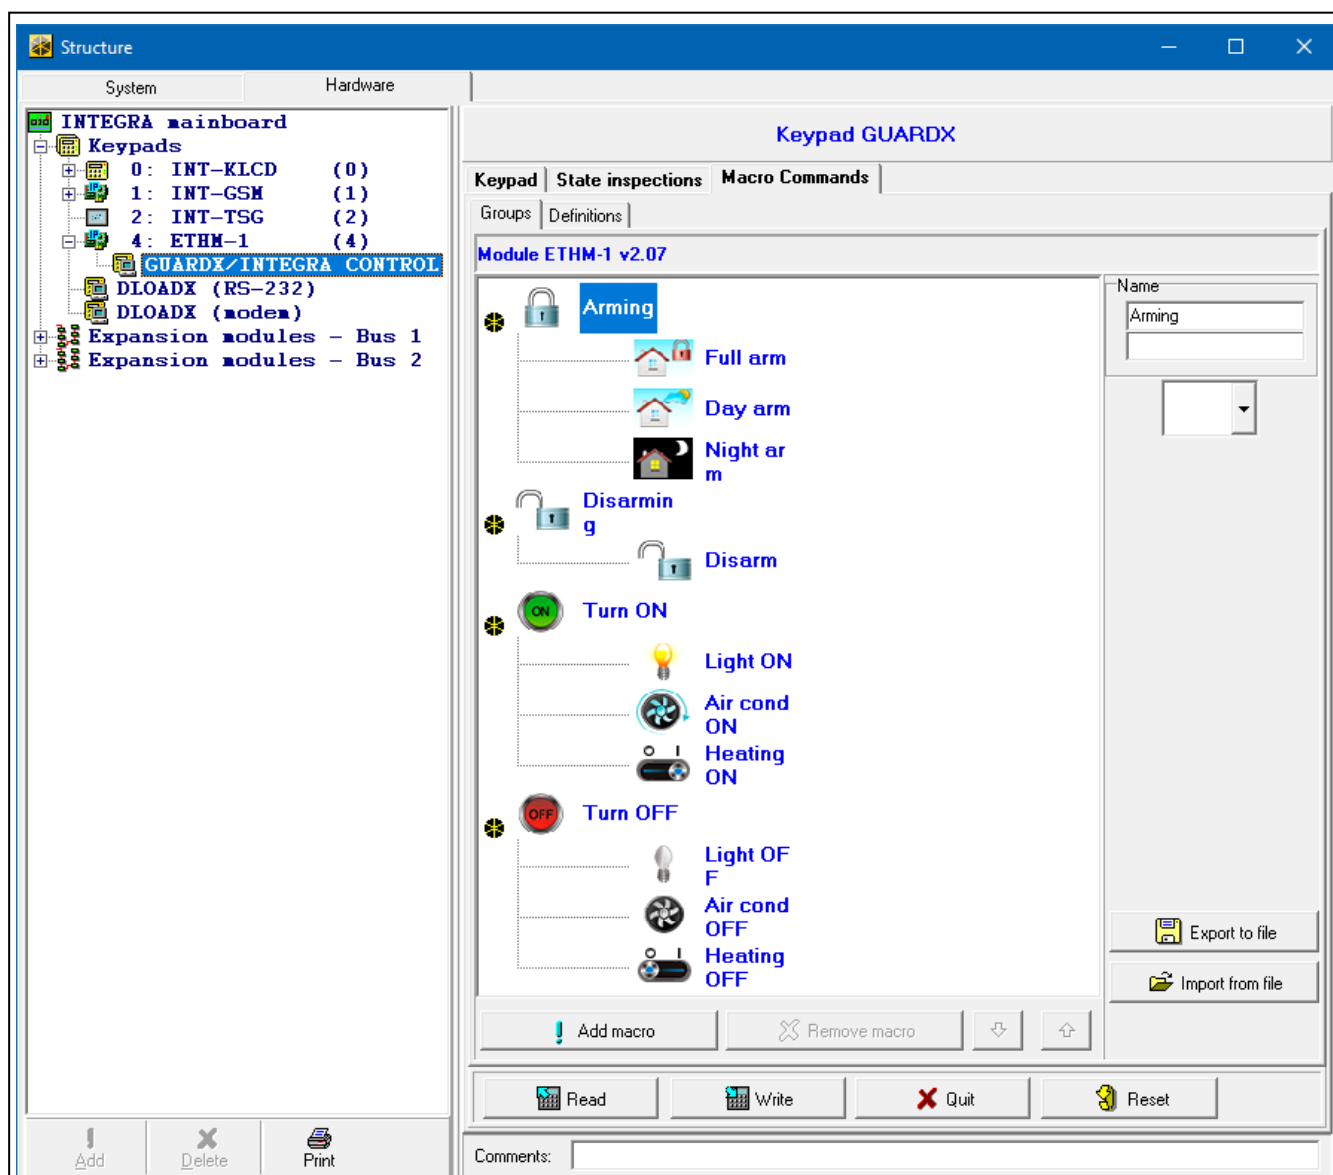 Structure
System
Hardware
INTEGRA mainboard
Keypads
0: INT-KLCD (0)
1: INT-GSM (1)
2: INT-TSG (2)
4: ETHM-1 (4)
GUARDX/INTEGRA CONTROL
DLOADX (RS-232)
DLOADX (modem)
Expansion modules - Bus 1
Expansion modules - Bus 2
Add
Delete
Print
Keypad GUARDX
Keypad
State inspections
Macro Commands
Groups
Definitions
Module ETHM-1 v2.07
Arming
Full arm
Day arm
Night ar
m
Disarmin
g
Disarm
ON
Turn ON
Light ON
Air cond
ON
O I
Heating
ON
OFF
Turn OFF
Light OF
F
Air cond
OFF
O I
Heating
OFF
Name
Arming
Export to file
Import from file
Add macro
Remove macro
Read
Write
Quit
Reset
Comments: